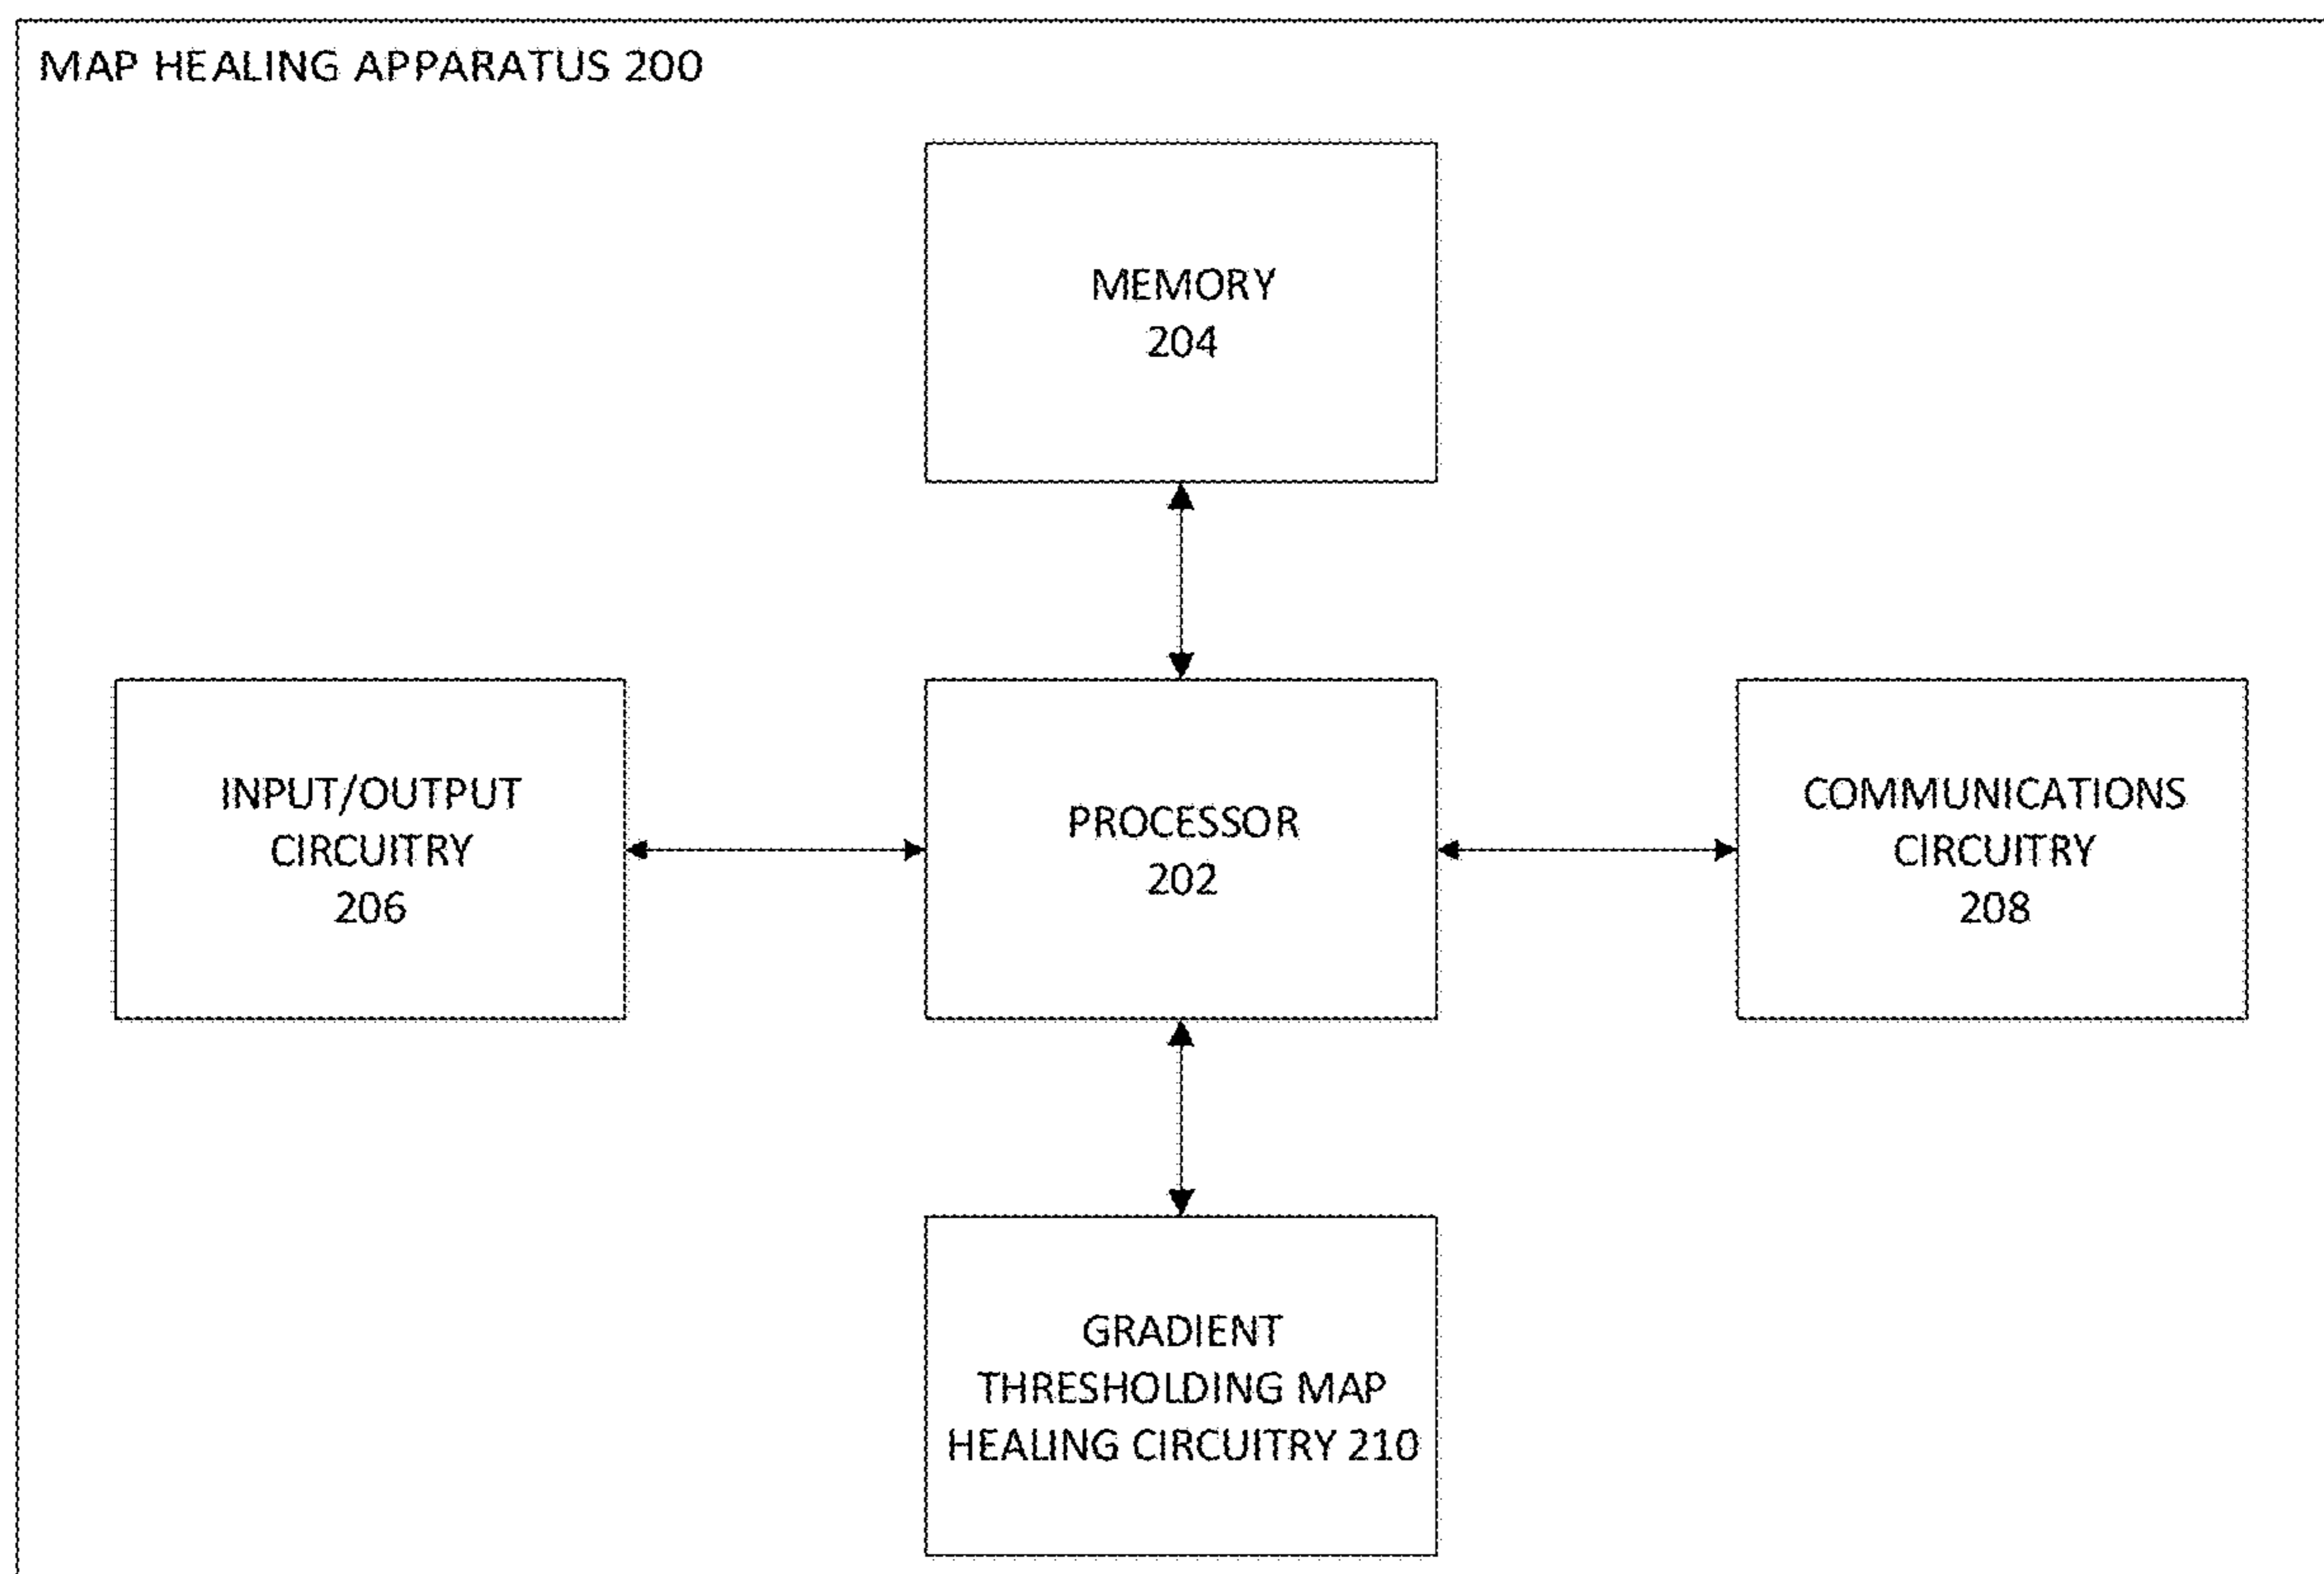 MAP HEALING APPARATUS 200
MEMORY
204
INPUT/OUTPUT
CIRCUITRY
206
PROCESSOR
202
COMMUNICATIONS
CIRCUITRY
208
GRADIENT
THRESHOLDING MAP
HEALING CIRCUITRY 210